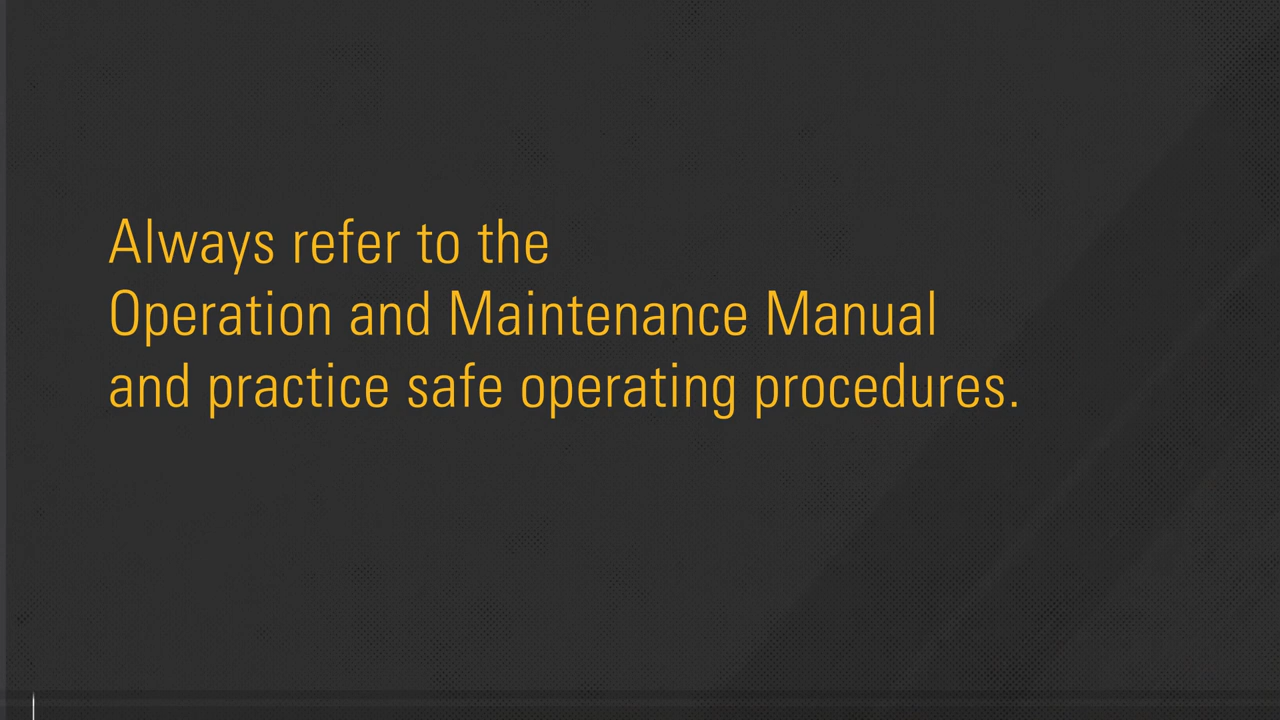 Always refer to the
Operation and Maintenance Manual
and practice safe operating procedures.